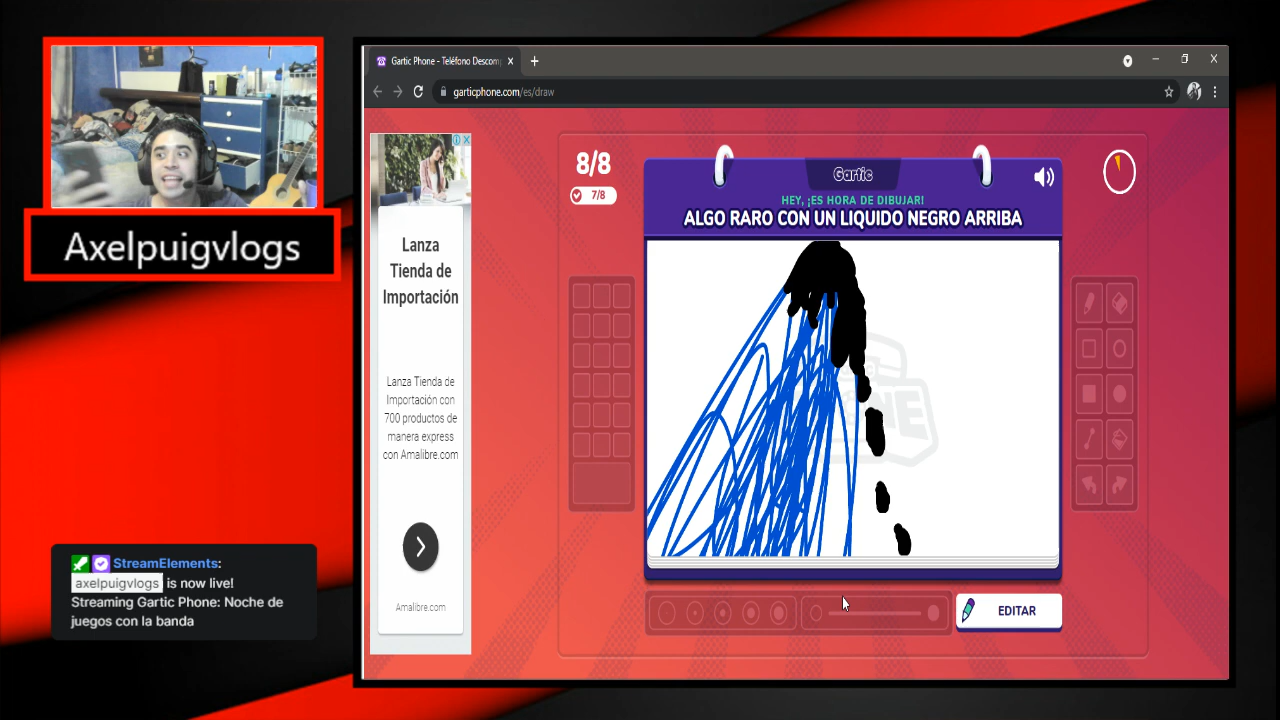 Axelpuigvlogs
StreamElements:
axelpuigvlogs is now live!
Streaming Gartic Phone: Noche de
juegos con la banda
Gartic Phone - Teléfono Descom
garticphone.com/es/draw
Lanza
Tienda de
Importación
Lanza Tienda de
Importación con
700 productos de
manera express
con Amalibre.com
Amalibre.com
8/8
7/8
Gartic
HEY, ¡ES HORA DE DIBUJAR!
ALGO RARO CON UN LIQUIDO NEGRO ARRIBA
EDITAR